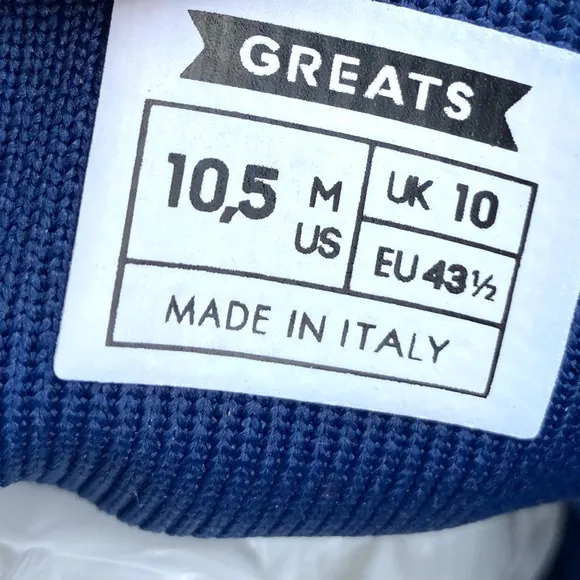 GREATS
10,5 M US
UK 10
EU 43½
MADE IN ITALY